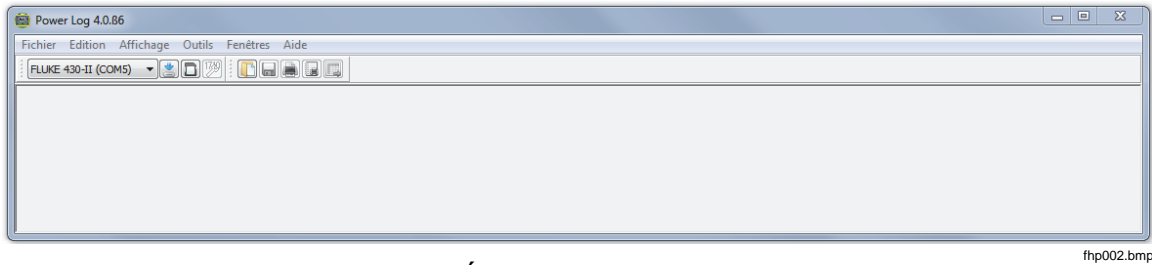 Power Log 4.0.86
Fichier Edition Affichage Outils Fenêtres Aide
FLUKE 430-II (COM5)
fhp002.bmp